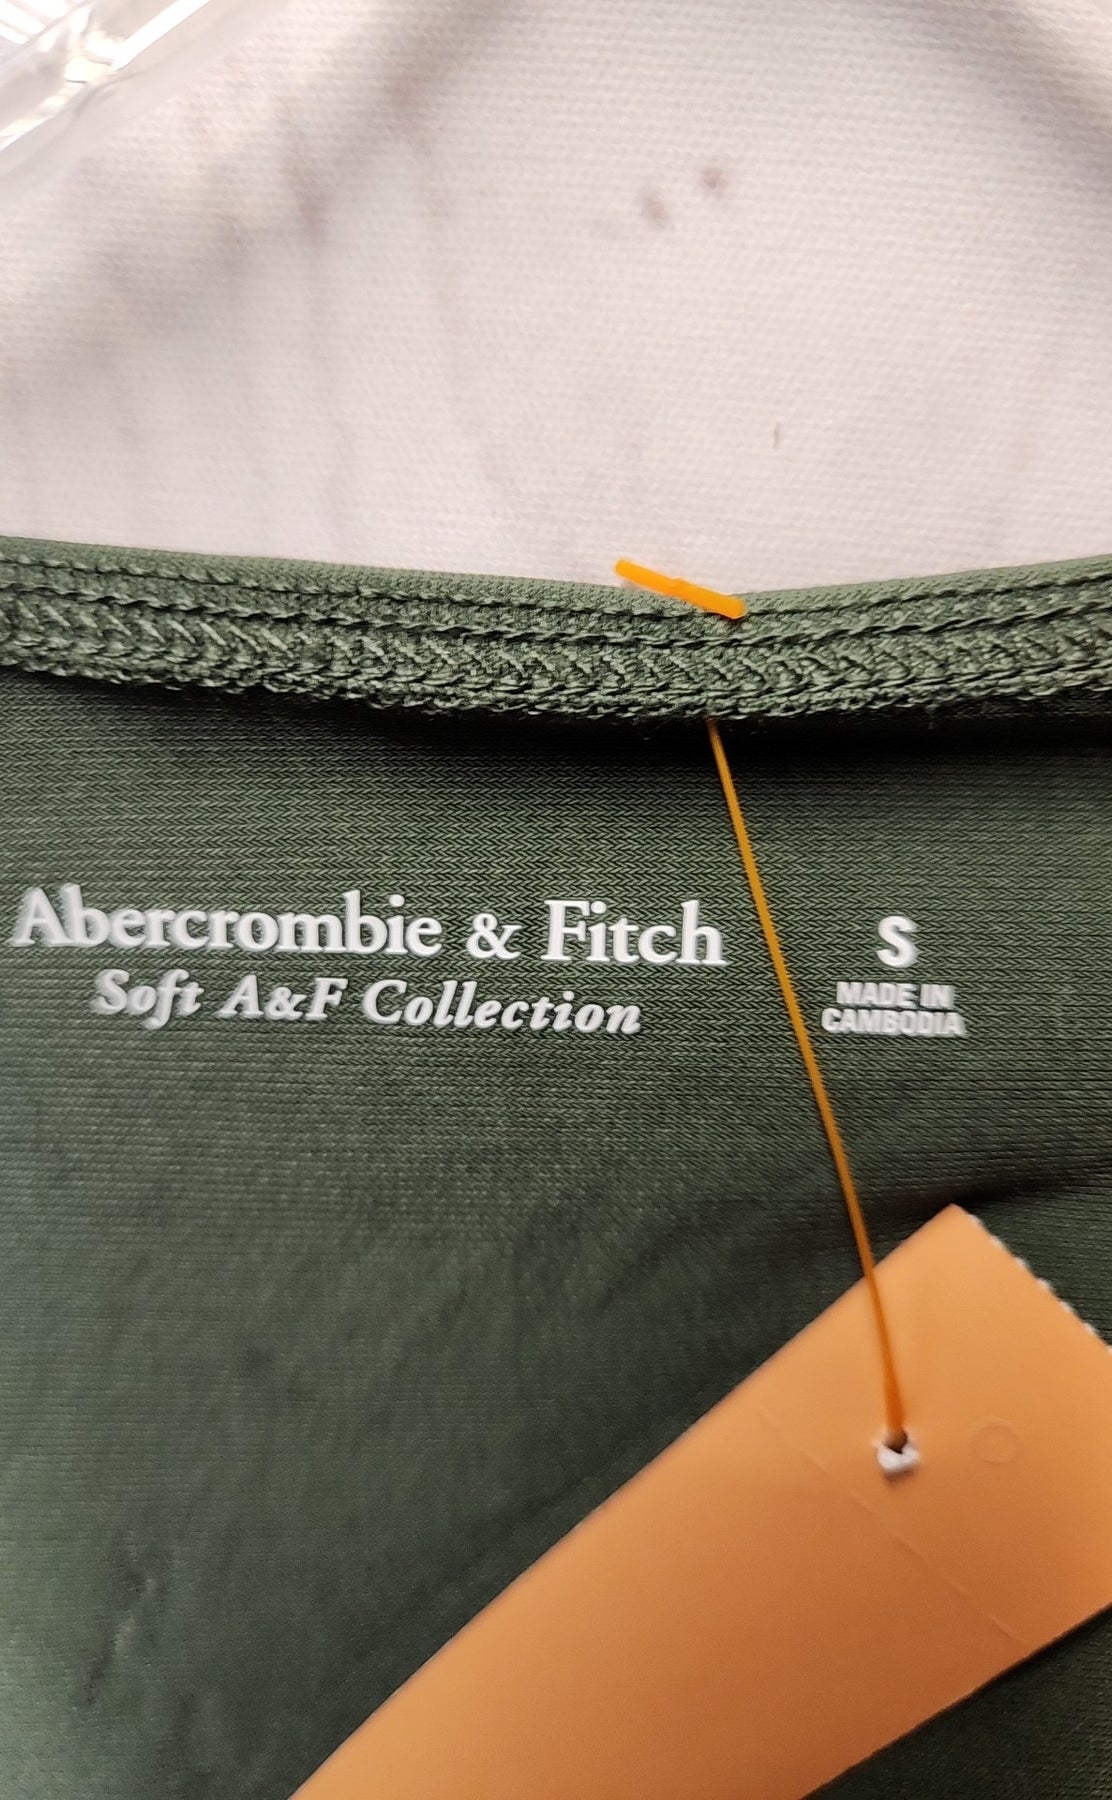 Abercrombie & Fitch
Soft A&F Collection
S
MADE IN
CAMBODIA